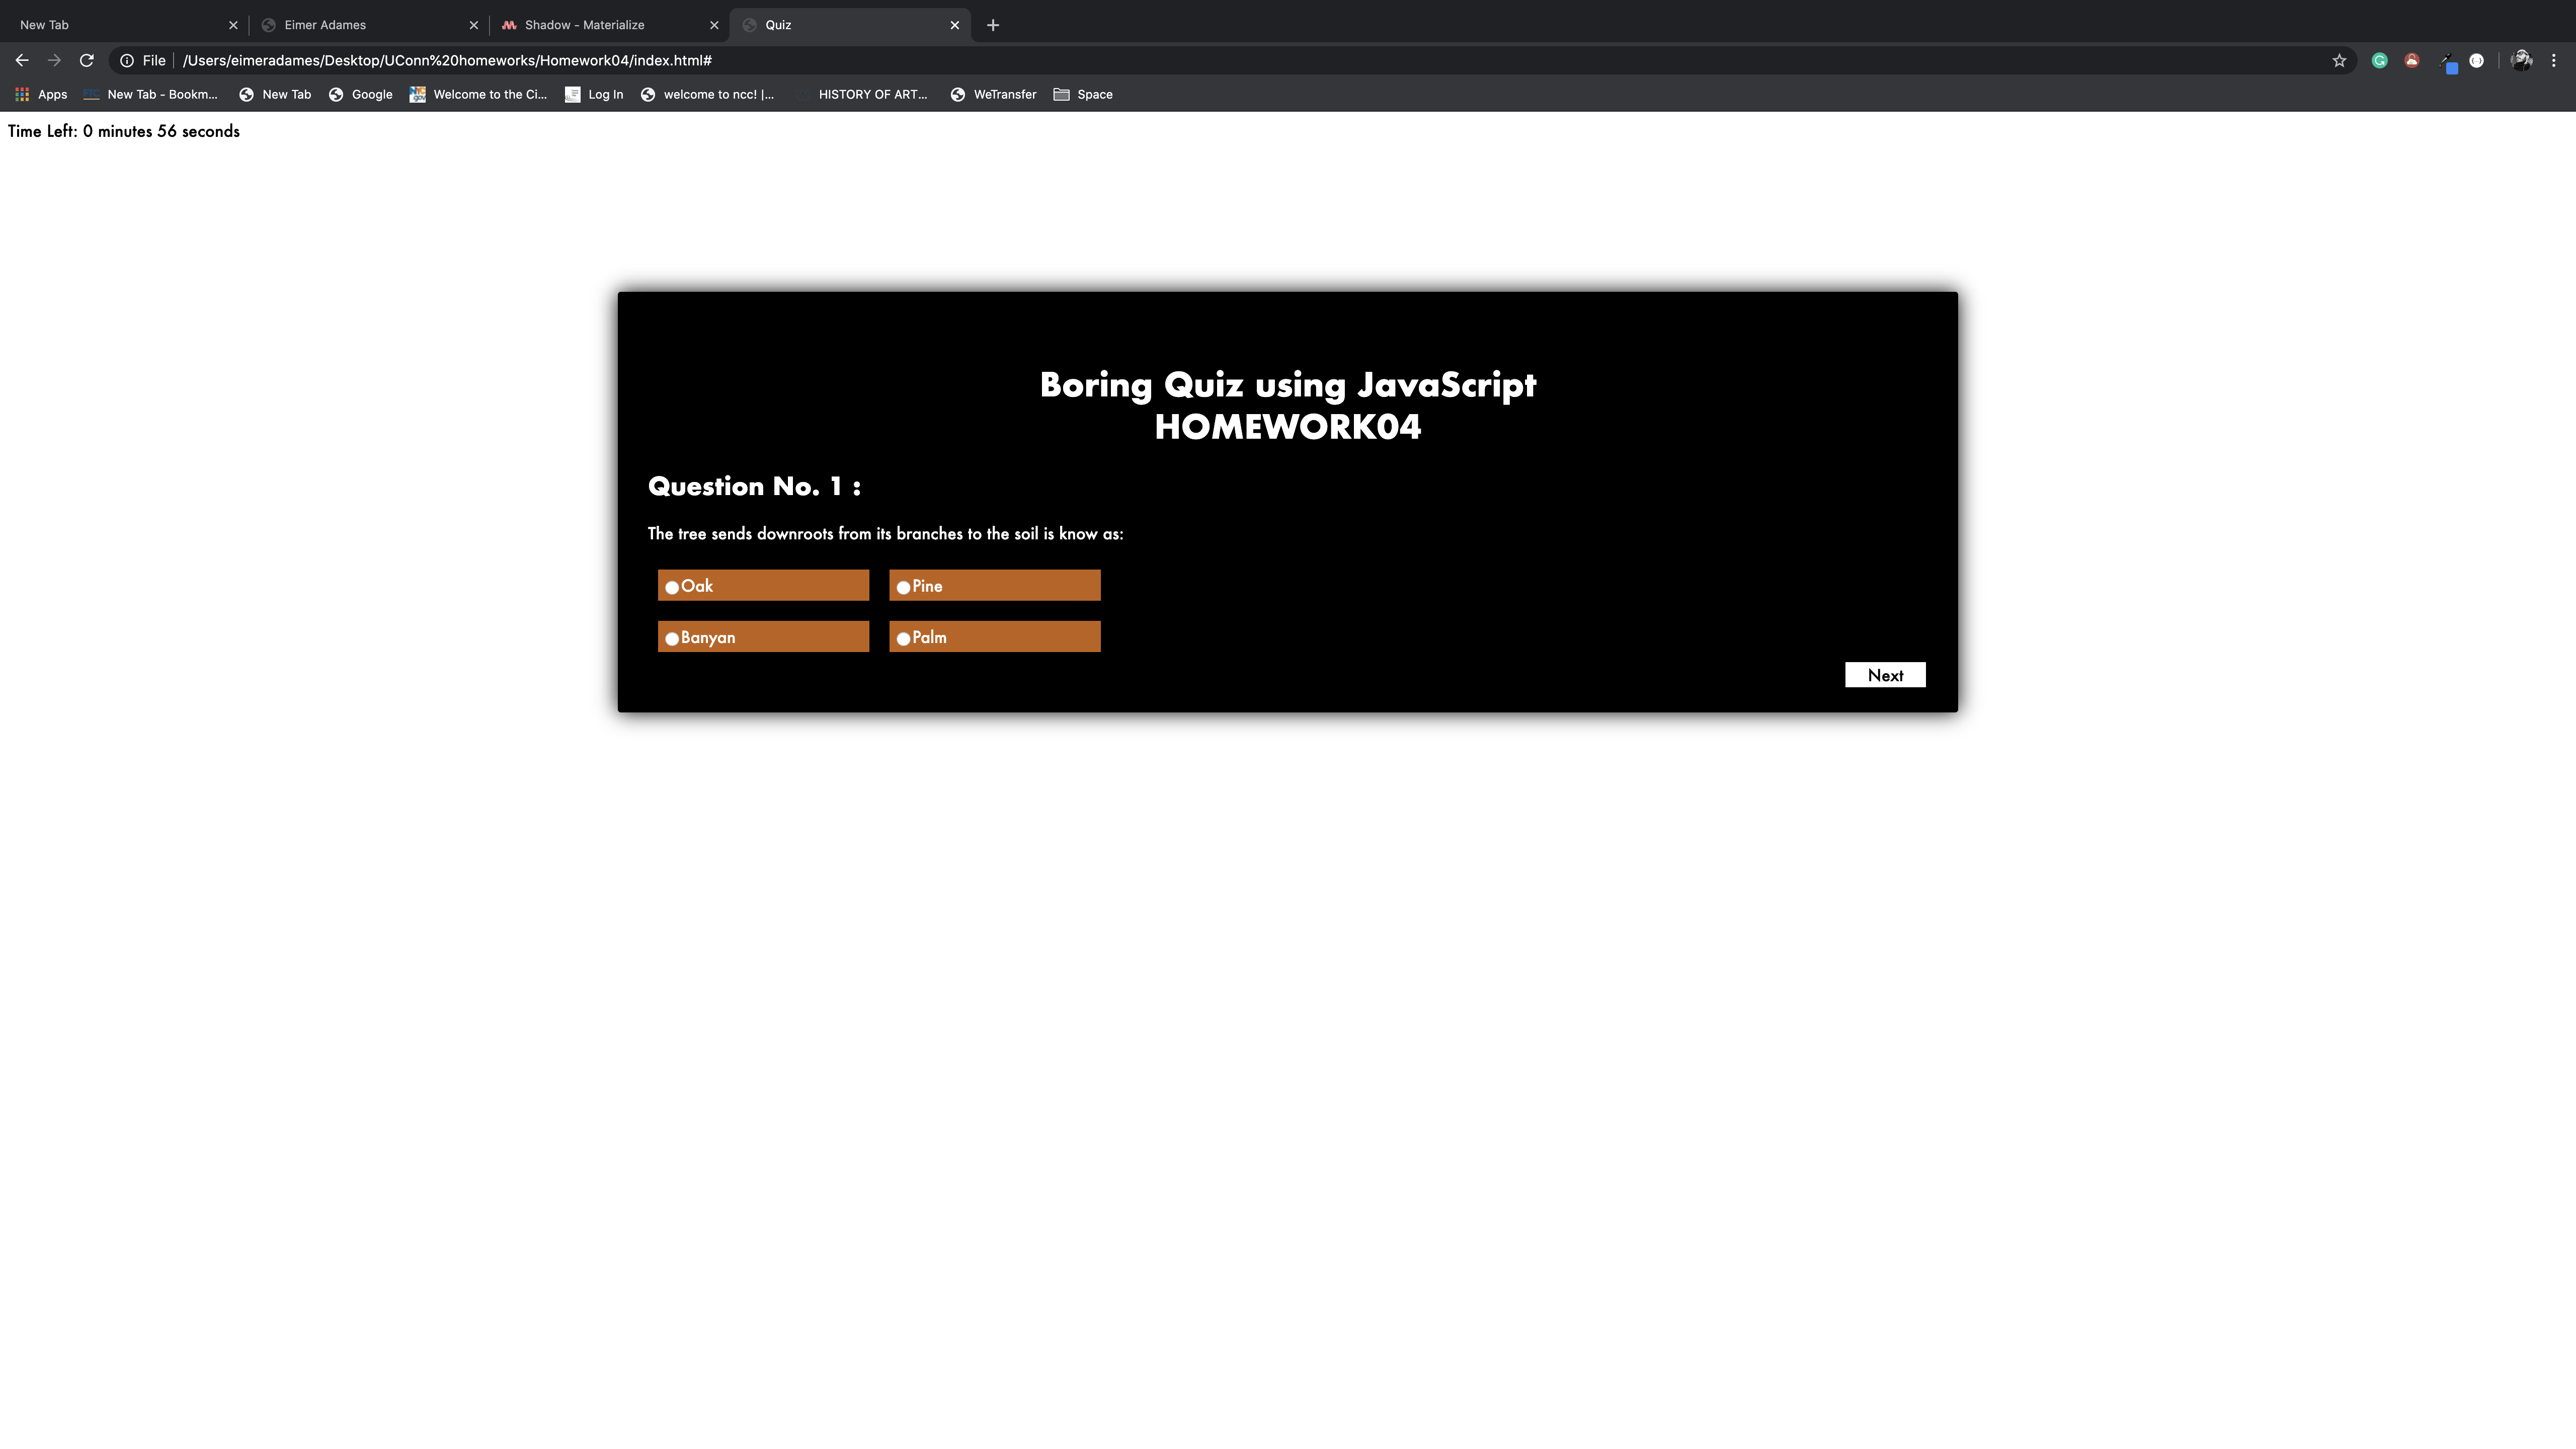 New Tab
Eimer Adames
Shadow - Materialize
Quiz
File /Users/eimeradames/Desktop/UConn%20homeworks/Homework04/index.html#
Apps New Tab - Bookm... New Tab Google Welcome to the Ci... Log In welcome to ncc! |... HISTORY OF ART... WeTransfer Space
Time Left: 0 minutes 56 seconds
Boring Quiz using JavaScript
HOMEWORK04
Question No. 1 :
The tree sends downroots from its branches to the soil is know as:
Oak Pine
Banyan Palm
Next